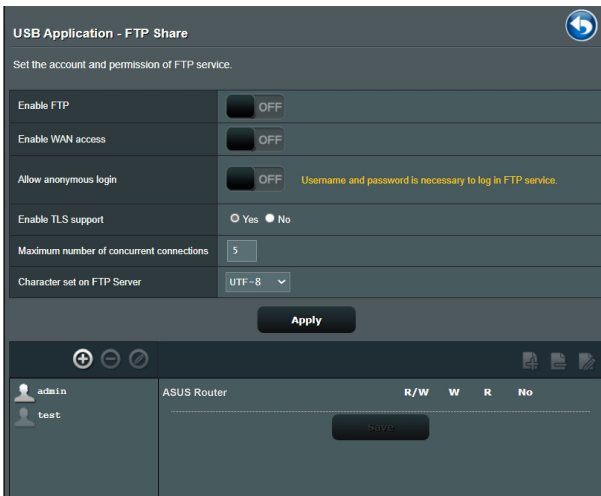 USB Application - FTP Share
Set the account and permission of FTP service.
Enable FTP OFF
Enable WAN access OFF
Allow anonymous login OFF Username and password is necessary to log in FTP service.
Enable TLS support Yes No
Maximum number of concurrent connections 5
Character set on FTP Server UTF-8
Apply
admin ASUS Router R/W W R No
test
Save